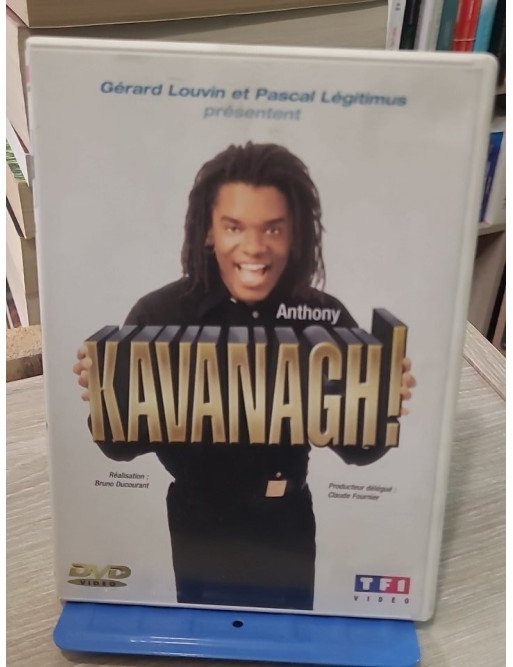 Gérard Louvin et Pascal Légitimus
présentent
Anthony
KAVANAGH!
Réalisation :
Bruno Ducourant
Producteur délégué :
Claude Fournier
DVD
VIDEO
TF1
VIDEO